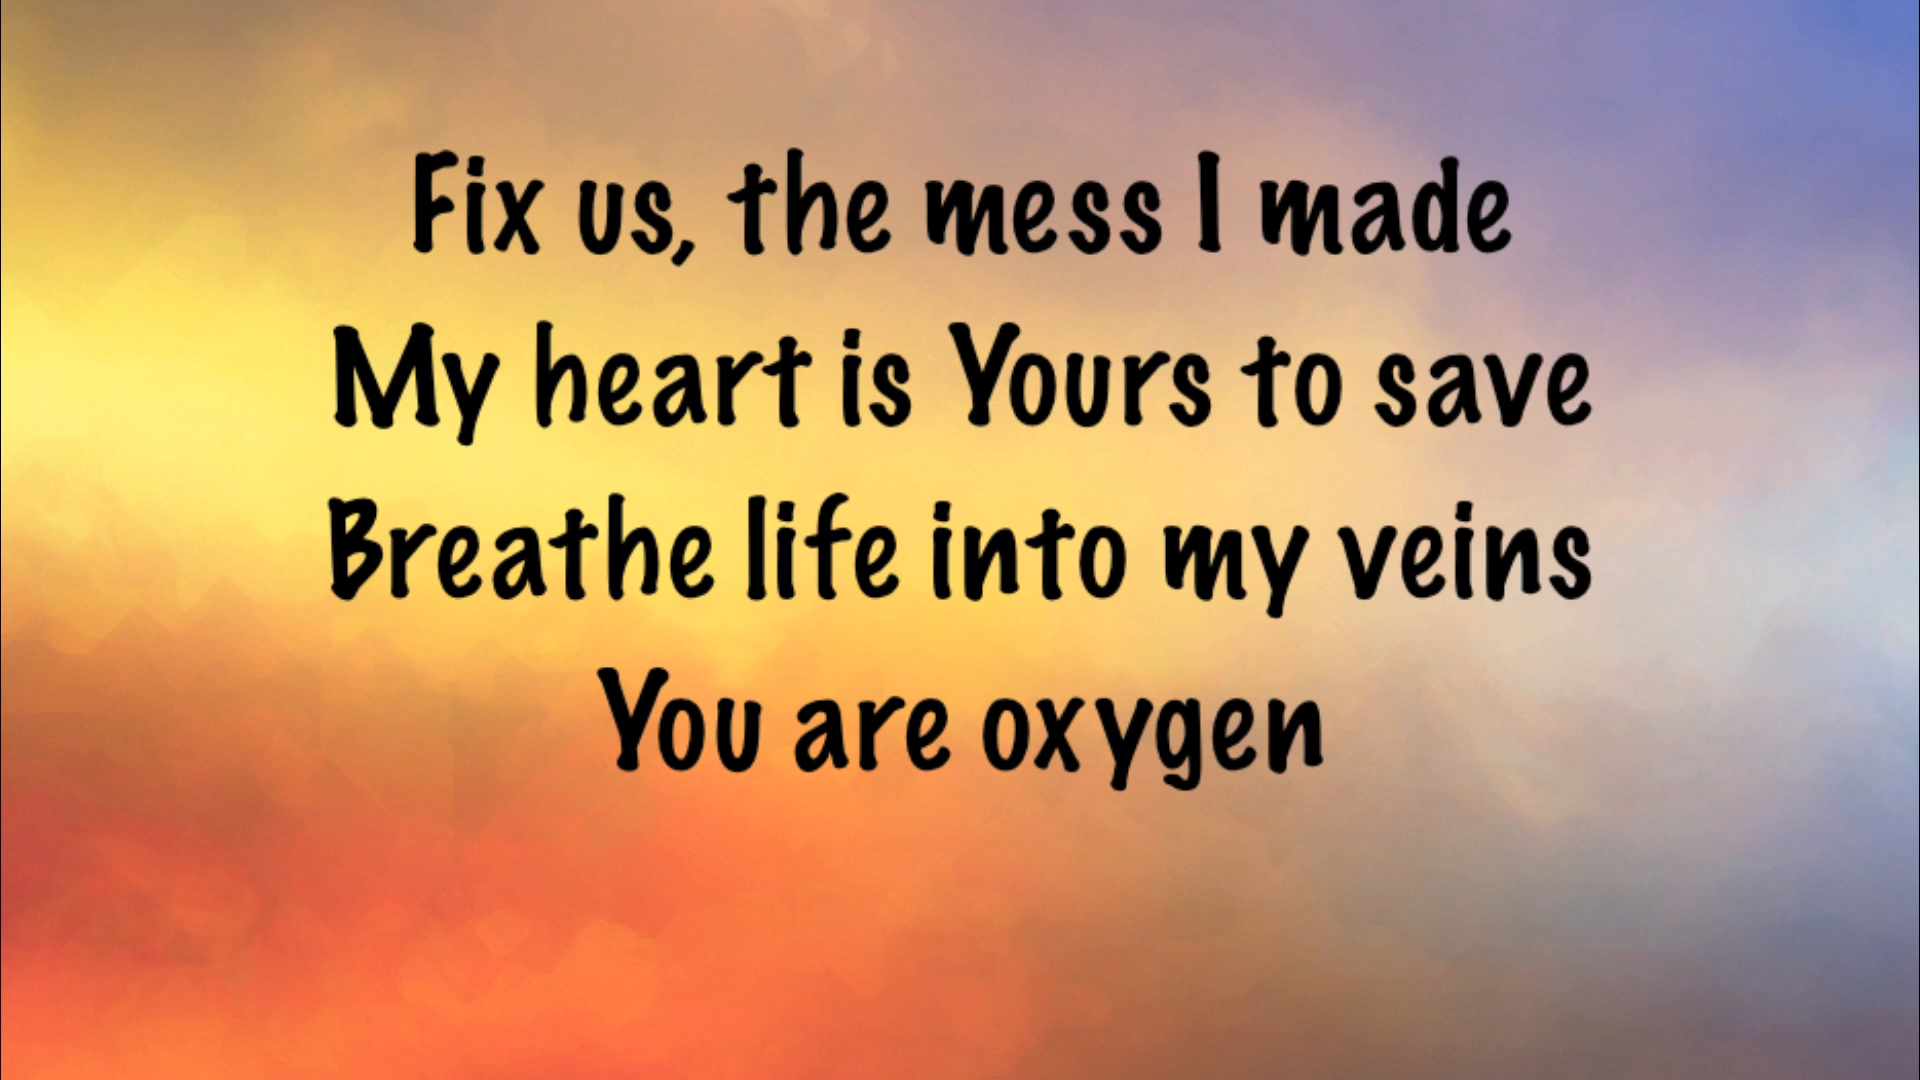 Fix us, the mess I made
My heart is Yours to save
Breathe life into my veins
You are oxygen